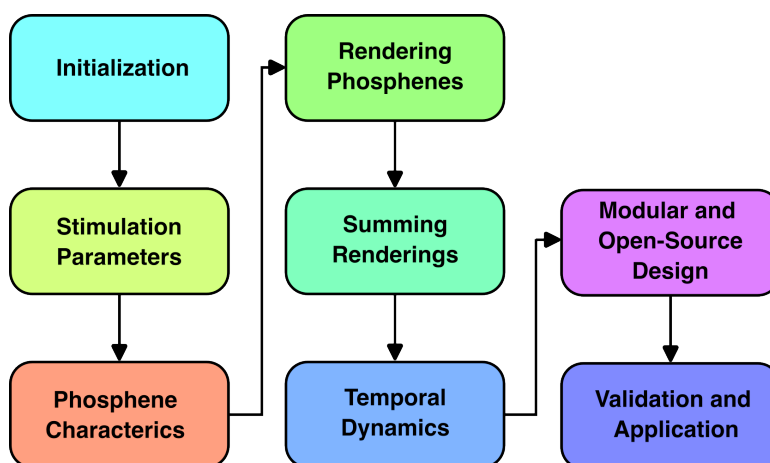 Initialization
Stimulation
Parameters
Phosphene
Characterics
Rendering
Phosphenes
Summing
Renderings
Temporal
Dynamics
Modular and
Open-Source
Design
Validation and
Application